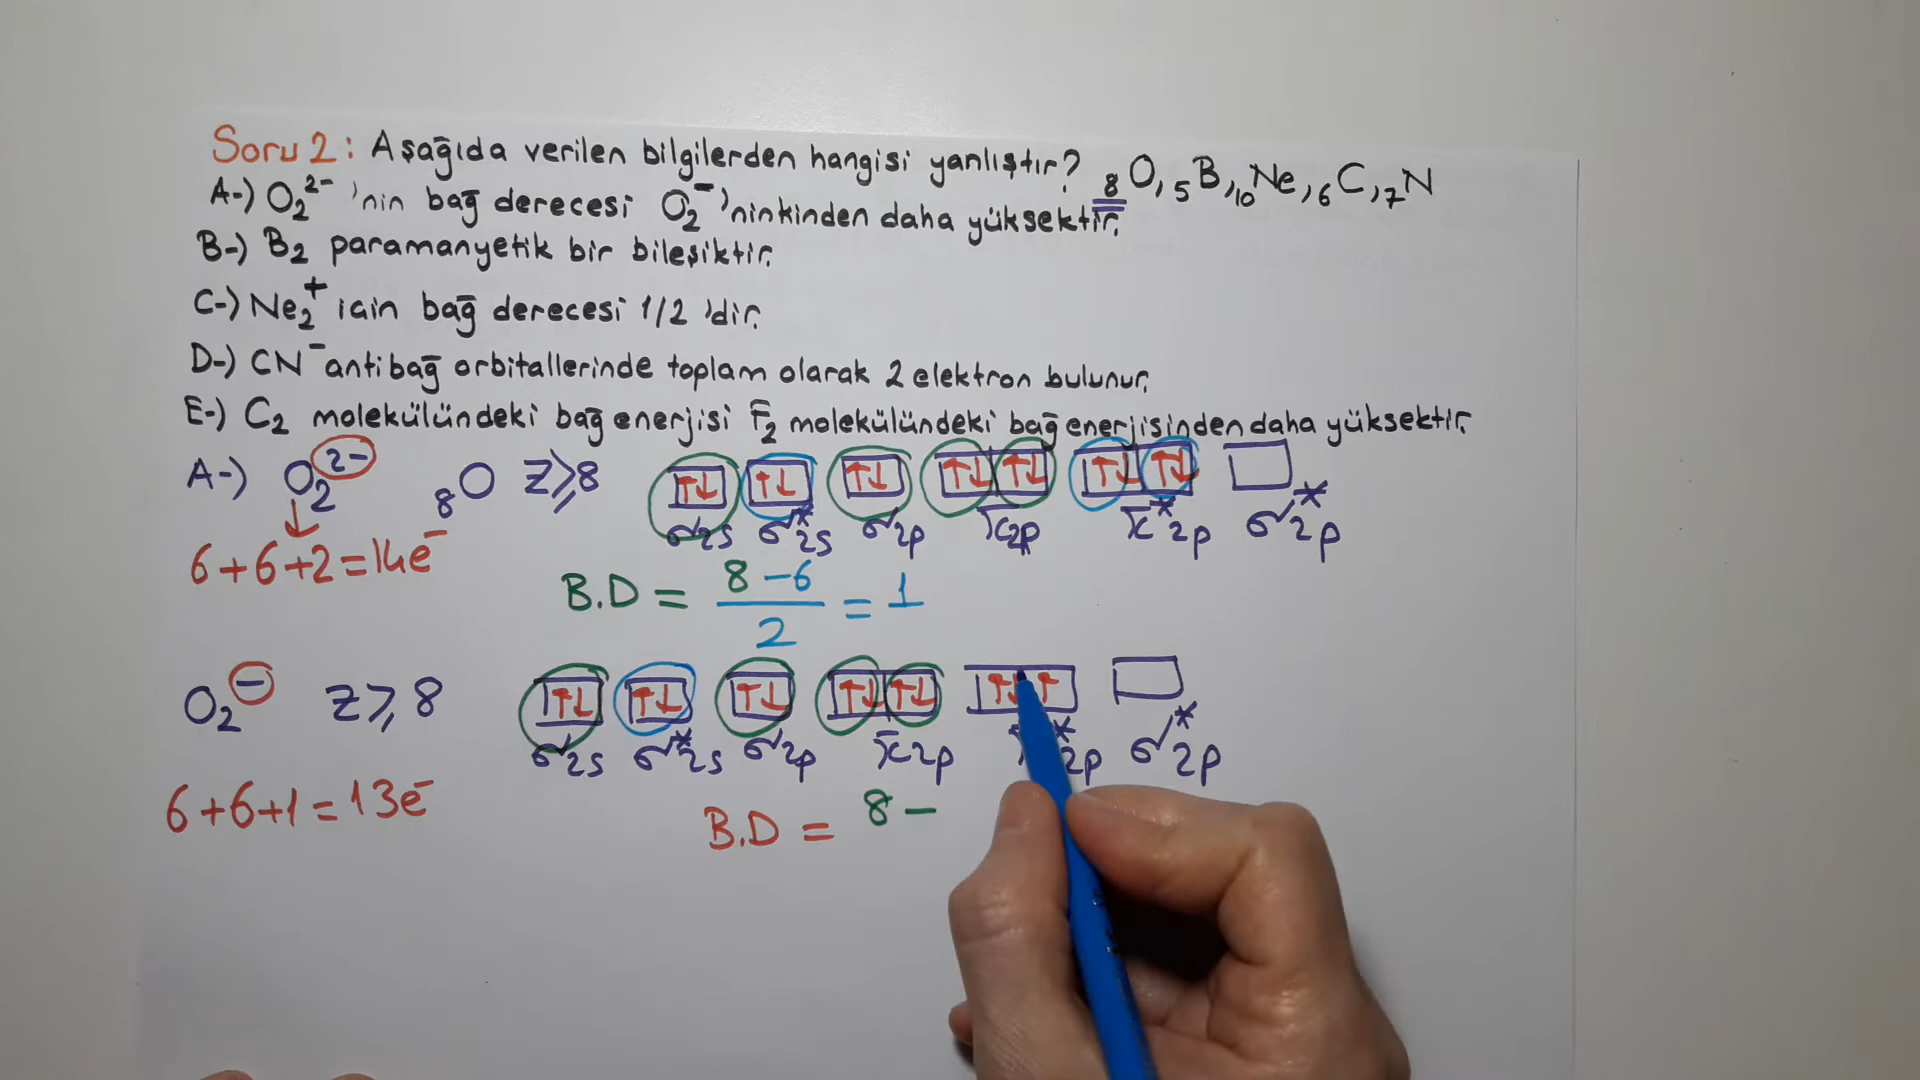 Soru 2: Aşağıda verilen bilgilerden hangisi yanlıştır? ₈O, ₅B, ₁₀Ne, ₆C, ₇N
A-) O₂²⁻ 'nin bağ derecesi O₂⁻'ninkinden daha yüksektir.
B-) B₂ paramanyetik bir bileşiktir.
C-) Ne₂⁺ için bağ derecesi 1/2 'dir.
D-) CN⁻ antibağ orbitallerinde toplam olarak 2 elektron bulunur.
E-) C₂ molekülündeki bağ enerjisi F₂ molekülündeki bağ enerjisinden daha yüksektir.
A-) O₂²⁻ ₈O Z≥8 ↑↓ ↑↓ ↑↓ ↑↓ ↑↓ ↑↓ ↑↓
σ2s σ*2s σ2p π2p π*2p σ*2p
6+6+2=14e⁻
B.D = 8-6/2 = 1
O₂⁻ Z≥8 ↑↓ ↑↓ ↑↓ ↑↓ ↑↓ ↑↓ ↑
σ2s σ*2s σ2p π2p *2p σ*2p
6+6+1=13e⁻
B.D = 8-